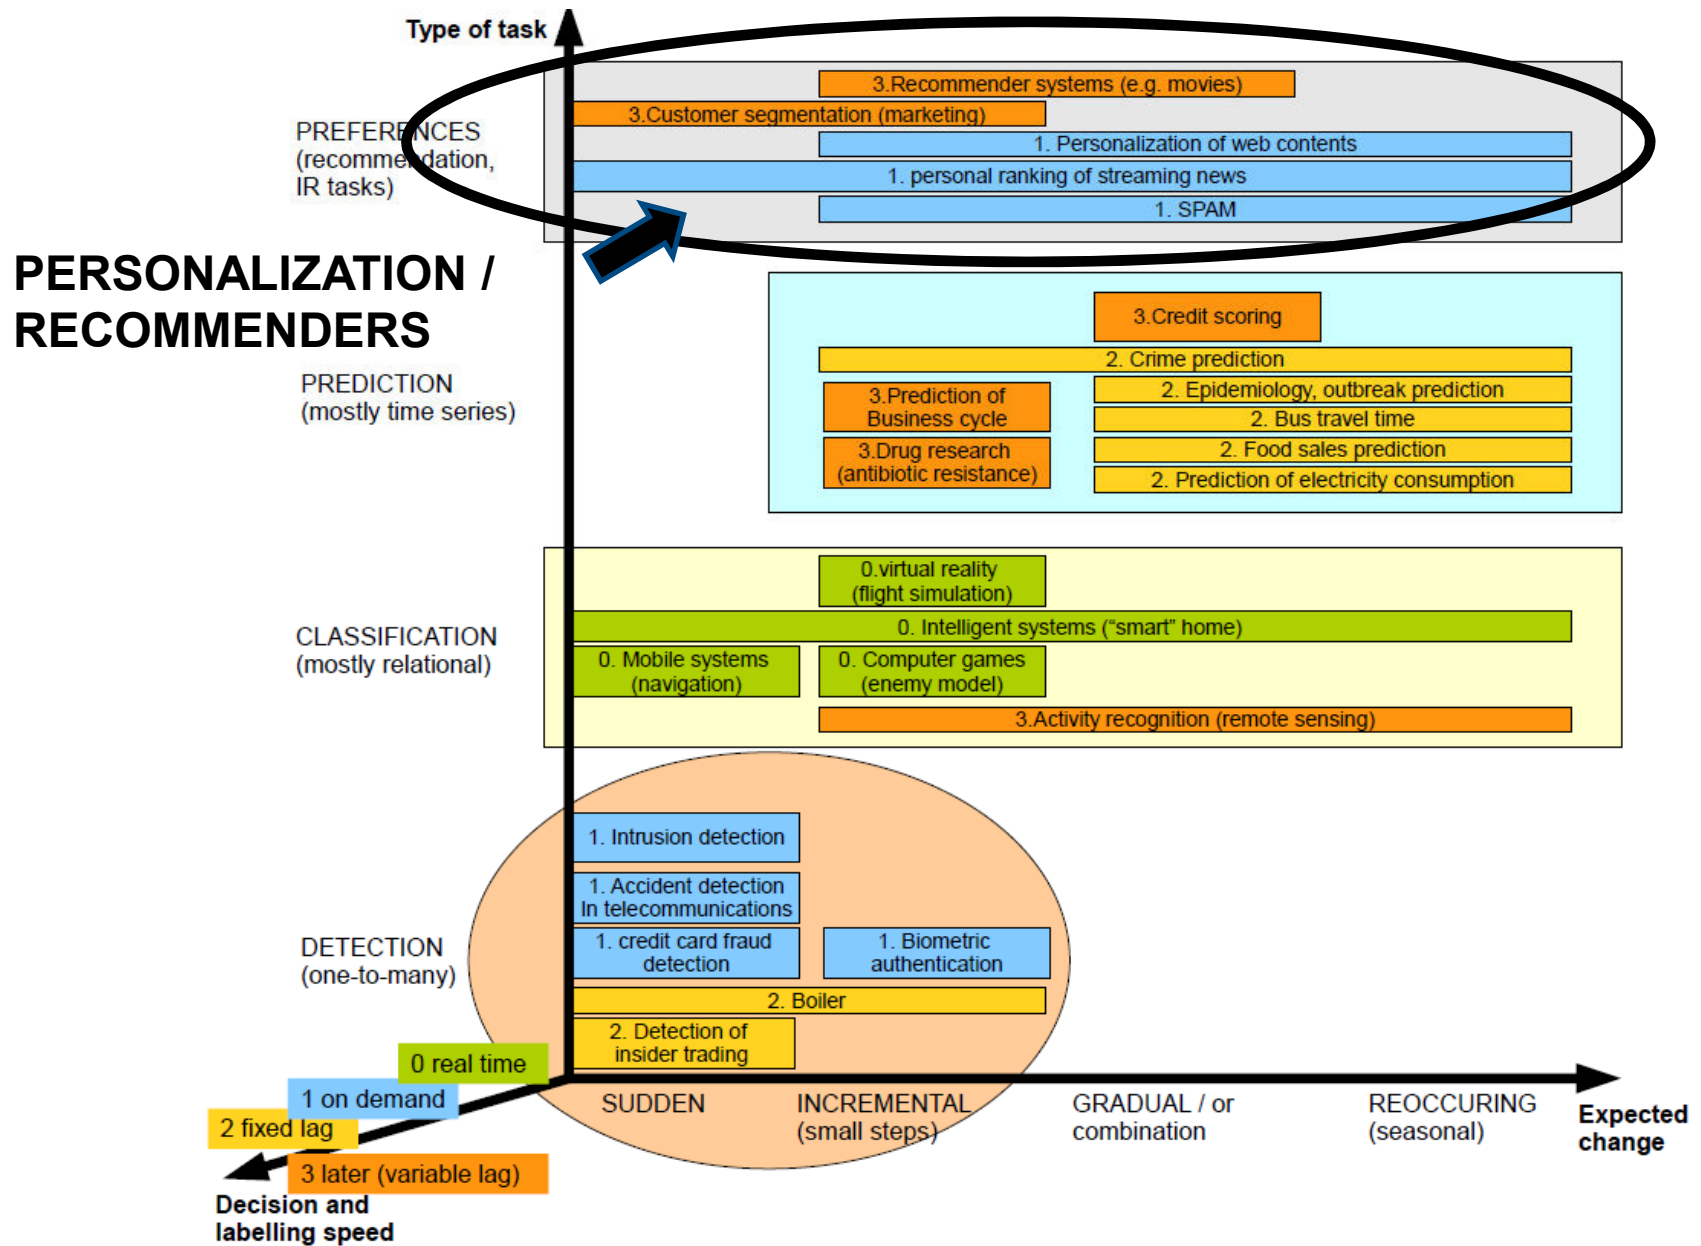 Type of task
3.Recommender systems (e.g. movies)
3.Customer segmentation (marketing)
PREFERENCES
(recommendation,
IR tasks)
1. Personalization of web contents
1. personal ranking of streaming news
1. SPAM
PERSONALIZATION /
RECOMMENDERS
3.Credit scoring
2. Crime prediction
PREDICTION
(mostly time series)
3.Prediction of
Business cycle
2. Epidemiology, outbreak prediction
2. Bus travel time
3.Drug research
(antibiotic resistance)
2. Food sales prediction
2. Prediction of electricity consumption
0.virtual reality
(flight simulation)
CLASSIFICATION
(mostly relational)
0. Intelligent systems (“smart” home)
0. Mobile systems
(navigation)
0. Computer games
(enemy model)
3.Activity recognition (remote sensing)
1. Intrusion detection
1. Accident detection
In telecommunications
DETECTION
(one-to-many)
1. credit card fraud
detection
1. Biometric
authentication
2. Boiler
2. Detection of
insider trading
0 real time
1 on demand
2 fixed lag
3 later (variable lag)
Decision and
labelling speed
SUDDEN
INCREMENTAL
(small steps)
GRADUAL / or
combination
REOCCURING
(seasonal)
Expected
change